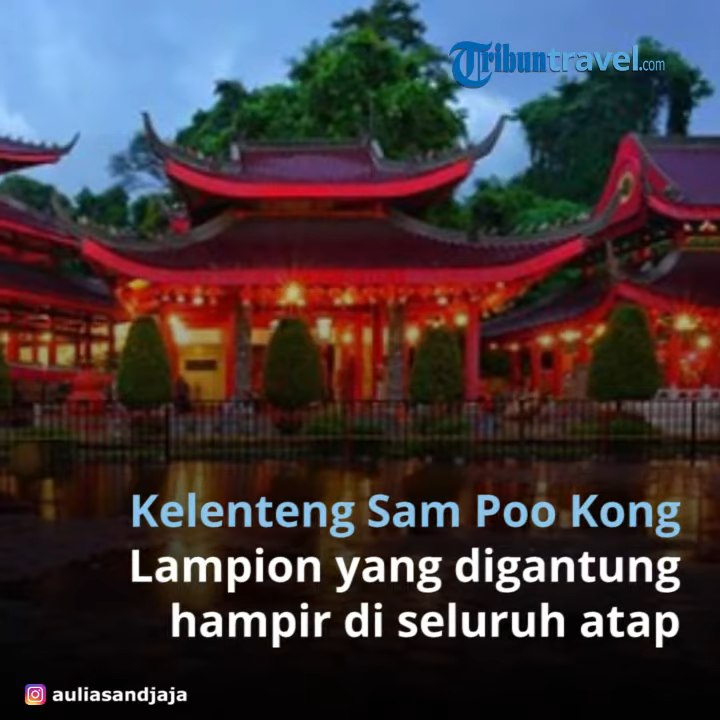 Tribuntravel.com
Kelenteng Sam Poo Kong
Lampion yang digantung
hampir di seluruh atap
auliasandjaja